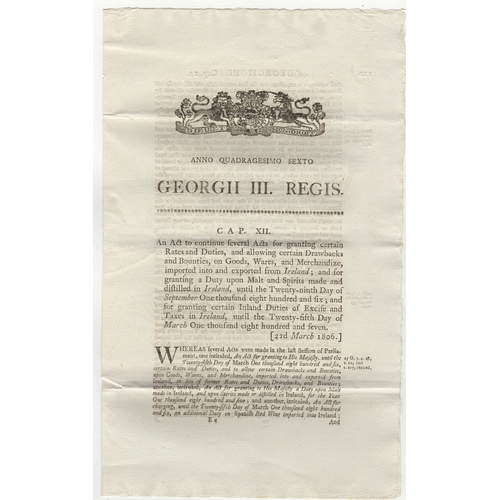 ANNO QUADRAGESIMO SEXTO
GEORGII III. REGIS.
CAP. XII.
An Act to continue several Acts for granting certain
Rates and Duties, and allowing certain Drawbacks
and Bounties, on Goods, Wares, and Merchandize,
imported into and exported from Ireland; and for
granting a Duty upon Malt and Spirits made and
distilled in Ireland, until the Twenty-ninth Day of
September One thousand eight hundred and six; and
for granting certain Inland Duties of Excise and
Taxes in Ireland, until the Twenty-fifth Day of
March One thousand eight hundred and seven.
[22d March 1806.]
WHEREAS several Acts were made in the last Session of Parlia-
ment, one intituled, An Act for granting to His Majesty, until the
Twenty-fifth Day of March One thousand eight hundred and six,
certain Rates and Duties, and to allow certain Drawbacks and Bounties,
upon Goods, Wares, and Merchandize, imported into and exported from
Ireland, in lieu of former Rates and Duties, Drawbacks, and Bounties;
another, intituled, An Act for granting to His Majesty a Duty upon Malt
made in Ireland, and upon Spirits made or distilled in Ireland, for the Year
One thousand eight hundred and five; and another, intituled, An Act for
charging, until the Twenty-fifth Day of March One thousand eight hundred
and six, an additional Duty on Spanish Red Wine imported into Ireland:
E 4 And